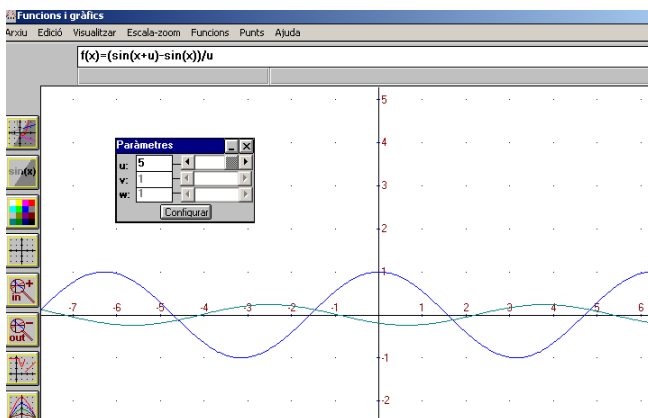 Funcions i gràfics
Arxiu Edició Visualitzar Escala-zoom Funcions Punts Ajuda
f(x)=(sin(x+u)-sin(x))/u
5
4
Paràmetres
u: 5
sin(x)
v: 1
3
w: 1
Configurar
2
in
1
-7 -6 -5 -4 -3 -2 -1 1 2 3 4 5 6
out
-1
-2